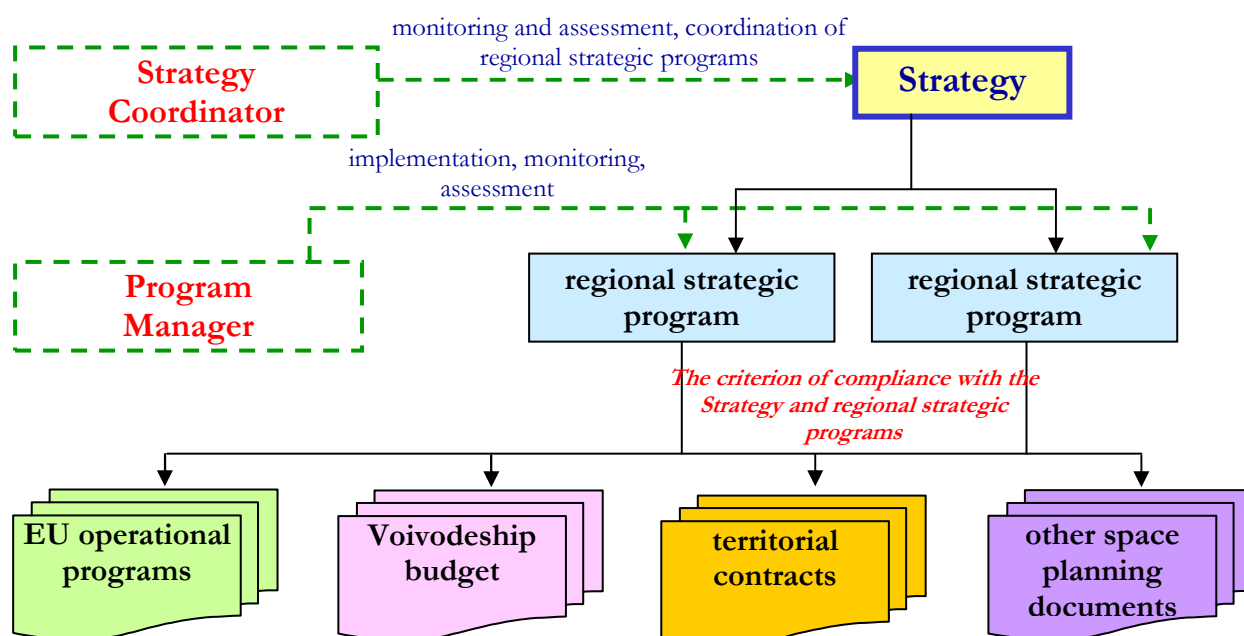 monitoring and assessment, coordination of
regional strategic programs
Strategy
Coordinator
Strategy
implementation, monitoring,
assessment
Program
Manager
regional strategic
program
regional strategic
program
The criterion of compliance with the
Strategy and regional strategic
programs
EU operational
programs
Voivodeship
budget
territorial
contracts
other space
planning
documents